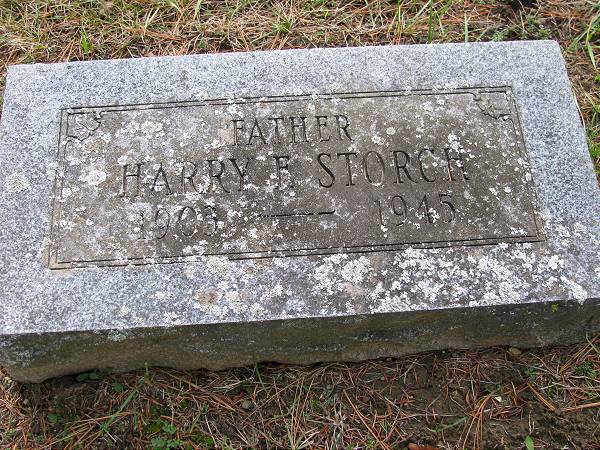 FATHER
HARRY F. STORCH
1903 — 1945